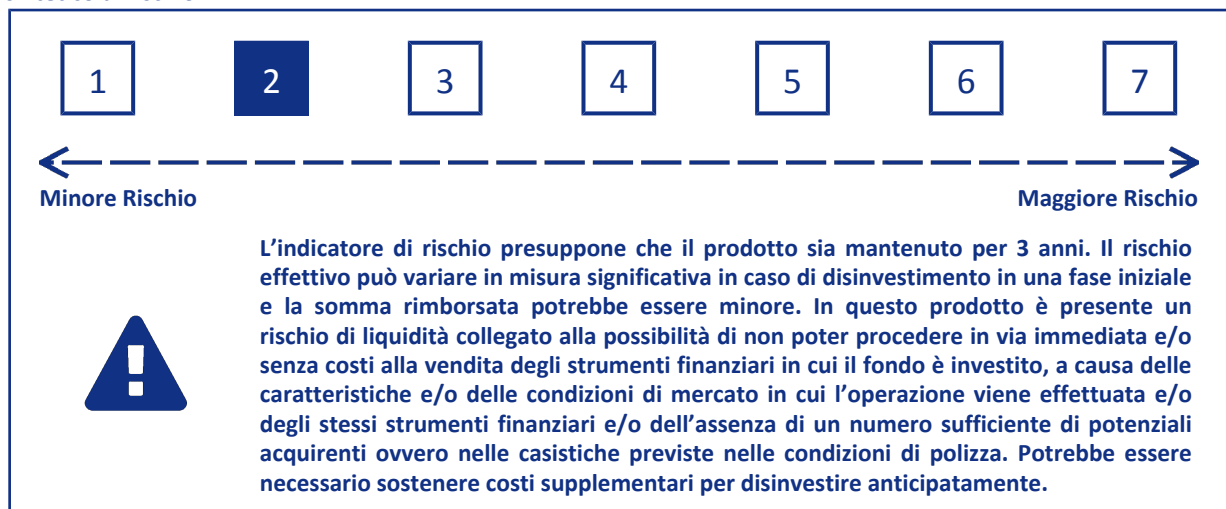 1 2 3 4 5 6 7
Minore Rischio Maggiore Rischio
L’indicatore di rischio presuppone che il prodotto sia mantenuto per 3 anni. Il rischio
effettivo può variare in misura significativa in caso di disinvestimento in una fase iniziale
e la somma rimborsata potrebbe essere minore. In questo prodotto è presente un
rischio di liquidità collegato alla possibilità di non poter procedere in via immediata e/o
senza costi alla vendita degli strumenti finanziari in cui il fondo è investito, a causa delle
caratteristiche e/o delle condizioni di mercato in cui l’operazione viene effettuata e/o
degli stessi strumenti finanziari e/o dell’assenza di un numero sufficiente di potenziali
acquirenti ovvero nelle casistiche previste nelle condizioni di polizza. Potrebbe essere
necessario sostenere costi supplementari per disinvestire anticipatamente.